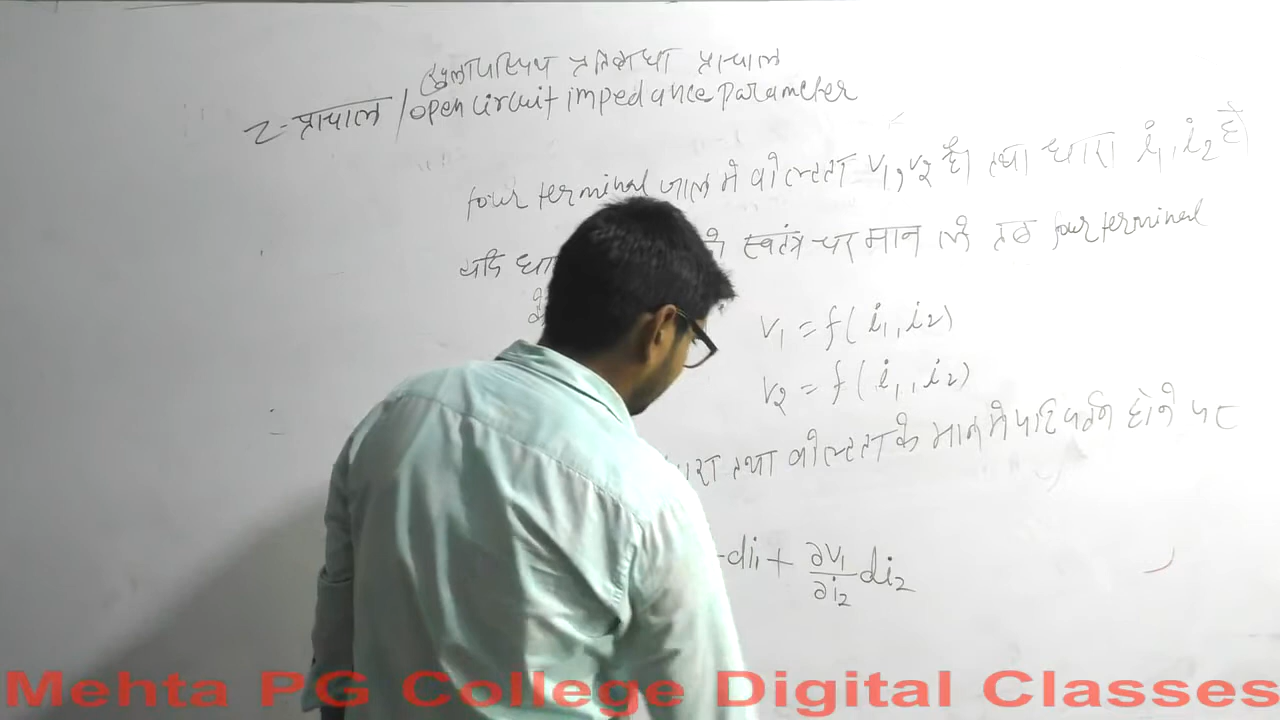 खुलापरिपथ प्रतिबाधा प्राचाल
Z-प्राचाल / open circuit impedance parameter
four terminal जाल में वोल्टता V1, V2 है। तथा धारा i1, i2 है।
यदि स्वतंत्र चर मान लें तब four terminal
V1 = f( i1, i2)
V2 = f( i1, i2)
तथा वोल्टता के मान में परिवर्तन होने पर
di1 + ∂V1/∂i2 di2
Mehta PG College Digital Classes